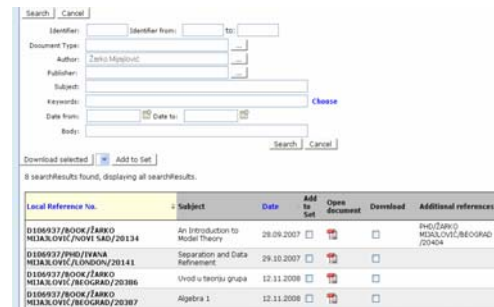 Search Cancel
Identifier: Identifier from: to:
Document Type: ...
Author: Žarko Mijajlović ...
Publisher: ...
Subject:
Keywords: Choose
Date from: Date to:
Body:
Search Cancel
Download selected Add to Set
8 searchResults found, displaying all searchResults.
Local Reference No. Subject Date Add to Set Open document Download Additional references
D106937/BOOK/ŽARKO MIJAJLOVIĆ/NOVI SAD/20134 An Introduction to Model Theory 28.09.2007 PHD/ŽARKO MIJAJLOVIĆ/BEOGRAD/20404
D106937/PHD/IVANA MIJAJLOVIĆ/LONDON/20141 Separation and Data Refinement 29.10.2007
D106937/BOOK/ŽARKO MIJAJLOVIĆ/BEOGRAD/20386 Uvod u teoriju grupa 12.11.2008
D106937/BOOK/ŽARKO MIJAJLOVIĆ/BEOGRAD/20387 Algebra 1 12.11.2008